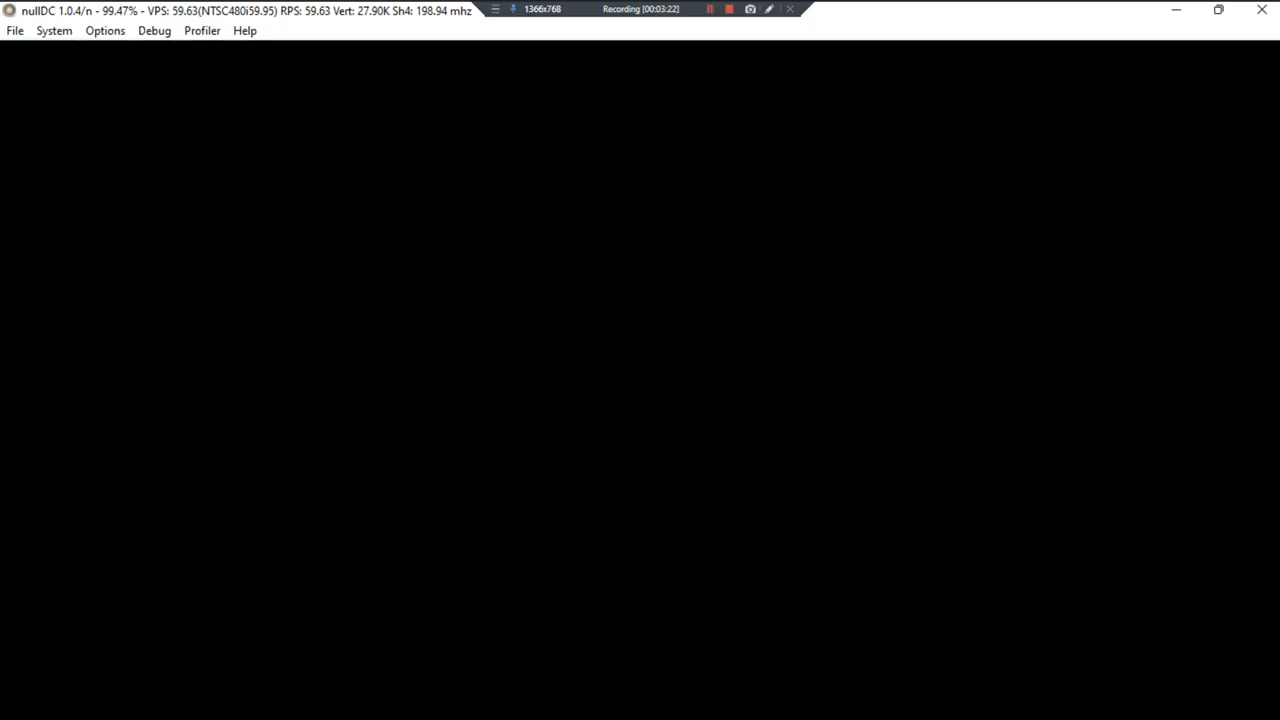 nullDC 1.0.4/n - 99.47% - VPS: 59.63(NTSC480i59.95) RPS: 59.63 Vert: 27.90K Sh4: 198.94 mhz
1366x768 Recording [00:03:22]
File System Options Debug Profiler Help